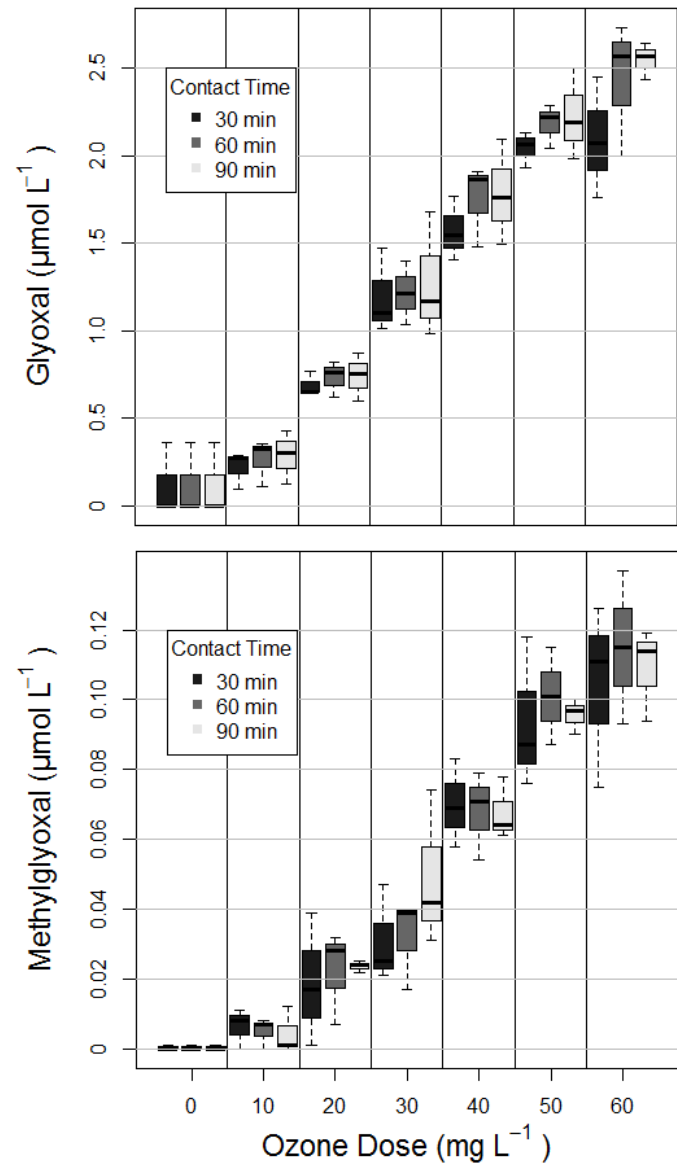 Glyoxal (µmol L⁻¹)
2.5
2.0
1.5
1.0
0.5
0
Contact Time
30 min
60 min
90 min
Methylglyoxal (µmol L⁻¹)
0.12
0.10
0.08
0.06
0.04
0.02
0
Contact Time
30 min
60 min
90 min
0 10 20 30 40 50 60
Ozone Dose (mg L⁻¹)